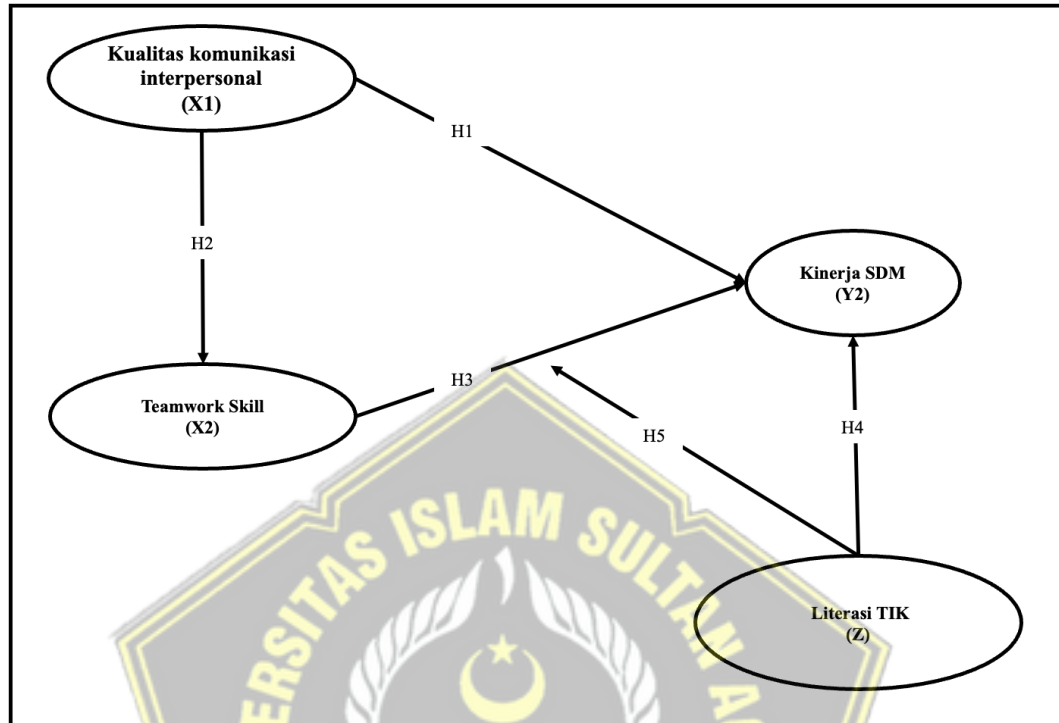 Kualitas komunikasi
interpersonal
(X1)
H1
H2
Kinerja SDM
(Y2)
H3
Teamwork Skill
(X2)
H5
H4
Literasi TIK
(Z)
ERSITAS ISLAM SULTAN AG